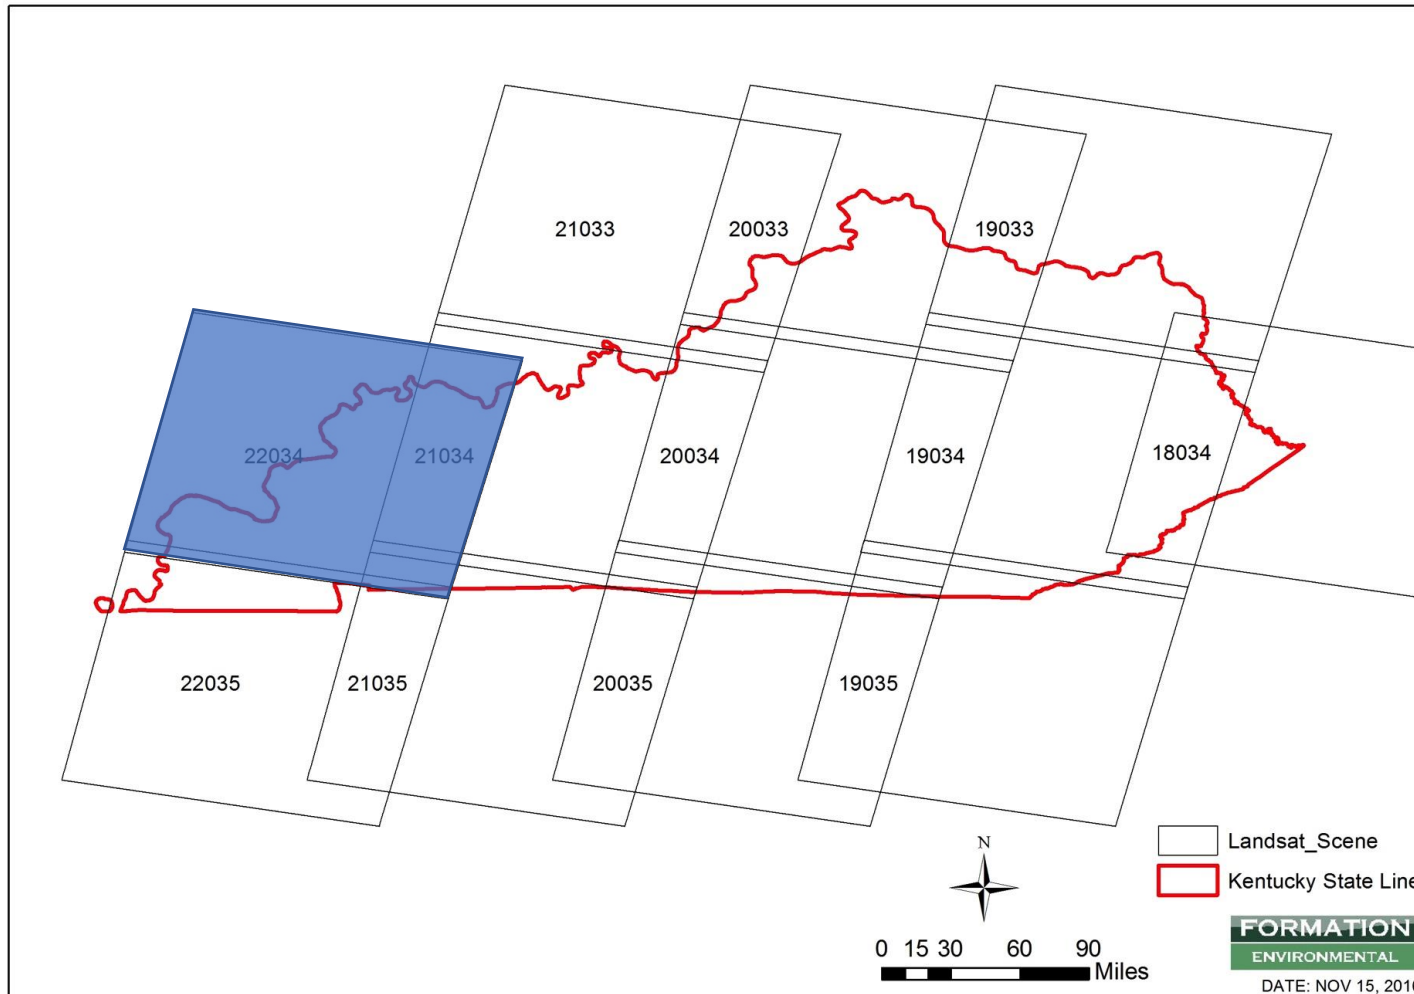 21033
20033
19033
22034
21034
20034
19034
18034
22035
21035
20035
19035
N
Landsat_Scene
Kentucky State Line
0 15 30 60 90
Miles
FORMATION
ENVIRONMENTAL
DATE: NOV 15, 2016